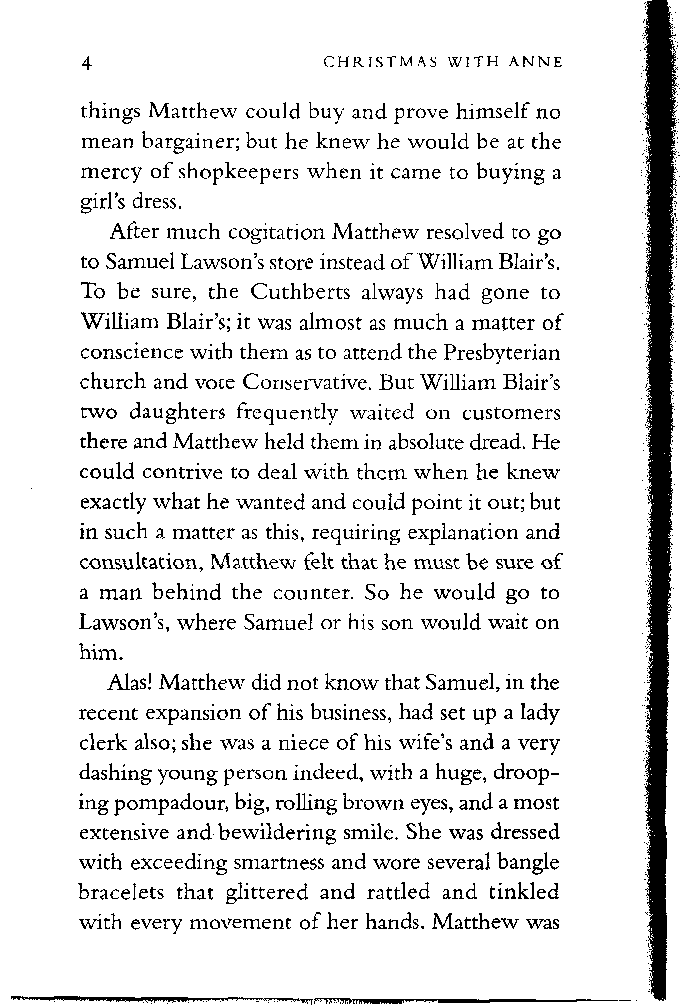 4 CHRISTMAS WITH ANNE
things Matthew could buy and prove himself no
mean bargainer; but he knew he would be at the
mercy of shopkeepers when it came to buying a
girl's dress.
After much cogitation Matthew resolved to go
to Samuel Lawson's store instead of William Blair's.
To be sure, the Cuthberts always had gone to
William Blair's; it was almost as much a matter of
conscience with them as to attend the Presbyterian
church and vote Conservative. But William Blair's
two daughters frequently waited on customers
there and Matthew held them in absolute dread. He
could contrive to deal with them when he knew
exactly what he wanted and could point it out; but
in such a matter as this, requiring explanation and
consultation, Matthew felt that he must be sure of
a man behind the counter. So he would go to
Lawson's, where Samuel or his son would wait on
him.
Alas! Matthew did not know that Samuel, in the
recent expansion of his business, had set up a lady
clerk also; she was a niece of his wife's and a very
dashing young person indeed, with a huge, droop-
ing pompadour, big, rolling brown eyes, and a most
extensive and bewildering smile. She was dressed
with exceeding smartness and wore several bangle
bracelets that glittered and rattled and tinkled
with every movement of her hands. Matthew was